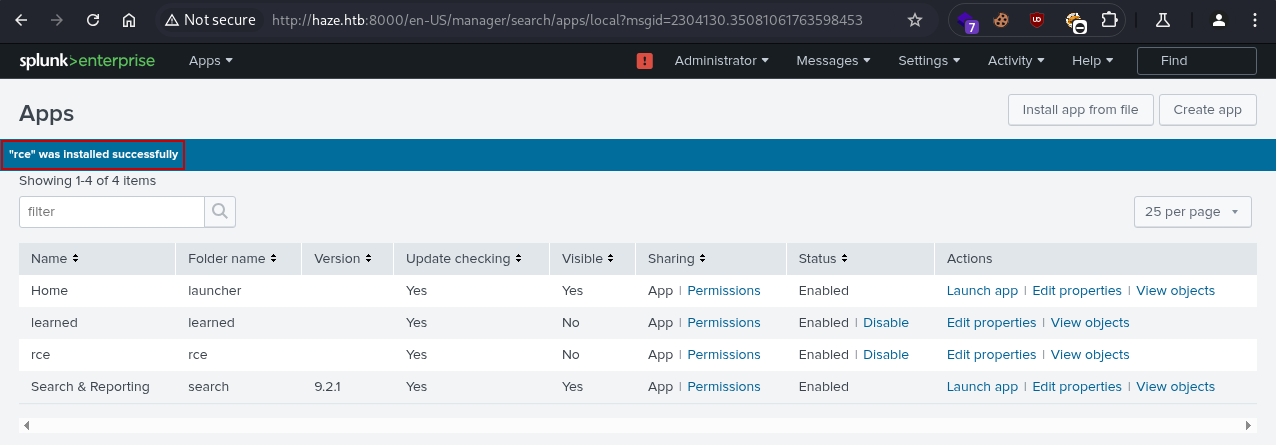 Not secure http://haze.htb:8000/en-US/manager/search/apps/local?msgid=2304130.35081061763598453 7 UD
splunk>enterprise Apps ! Administrator Messages Settings Activity Help Find
Apps Install app from file Create app
"rce" was installed successfully
Showing 1-4 of 4 items
filter 25 per page
Name Folder name Version Update checking Visible Sharing Status Actions
Home launcher Yes Yes App | Permissions Enabled Launch app | Edit properties | View objects
learned learned Yes No App | Permissions Enabled | Disable Edit properties | View objects
rce rce Yes No App | Permissions Enabled | Disable Edit properties | View objects
Search & Reporting search 9.2.1 Yes Yes App | Permissions Enabled Launch app | Edit properties | View objects